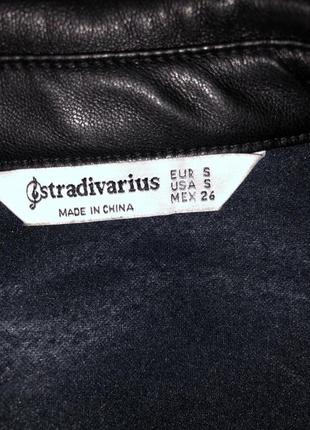 stradivarius
MADE IN CHINA
EUR S
USA S
MEX 26